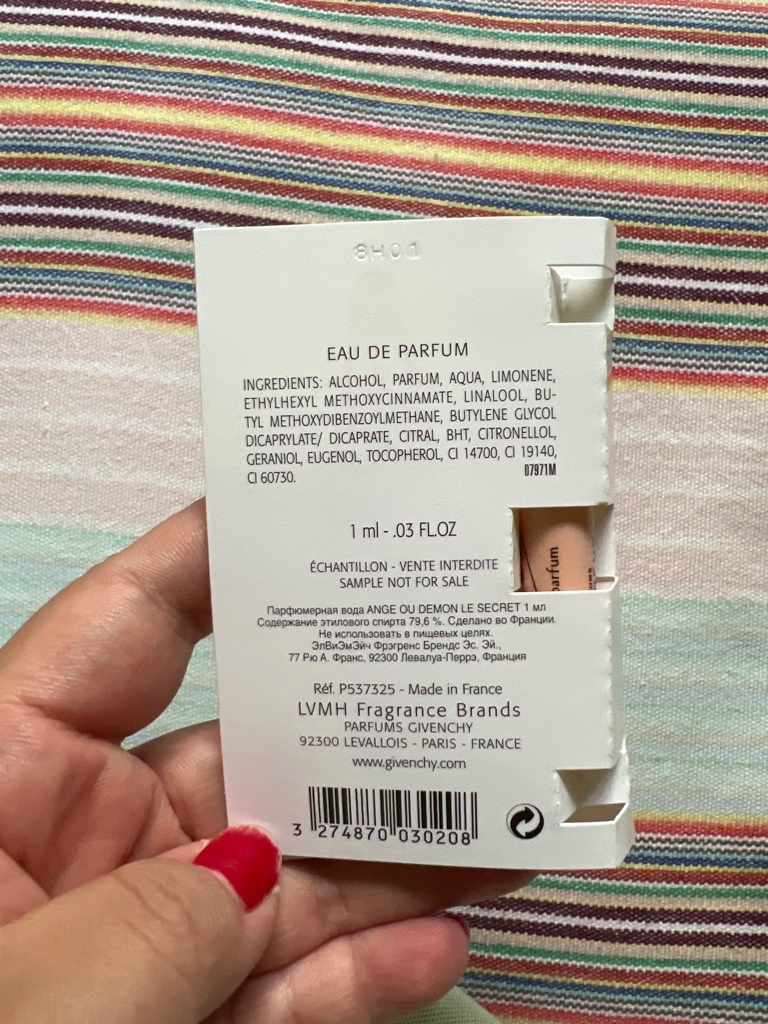 8H01
EAU DE PARFUM
INGREDIENTS: ALCOHOL, PARFUM, AQUA, LIMONENE,
ETHYLHEXYL METHOXYCINNAMATE, LINALOOL, BU-
TYL METHOXYDIBENZOYLMETHANE, BUTYLENE GLYCOL
DICAPRYLATE/ DICAPRATE, CITRAL, BHT, CITRONELLOL,
GERANIOL, EUGENOL, TOCOPHEROL, CI 14700, CI 19140,
CI 60730. 07971M
1 ml - .03 FL.OZ
parfum
ÉCHANTILLON - VENTE INTERDITE
SAMPLE NOT FOR SALE
Парфюмерная вода ANGE OU DEMON LE SECRET 1 мл
Содержание этилового спирта 79,6 %. Сделано во Франции.
Не использовать в пищевых целях.
ЭлВиЭмЭйч Фрэгренс Брендс Эс. Эй.,
77 Рю А. Франс, 92300 Левалуа-Перрэ, Франция
Réf. P537325 - Made in France
LVMH Fragrance Brands
PARFUMS GIVENCHY
92300 LEVALLOIS - PARIS - FRANCE
www.givenchy.com
3 274870 030208